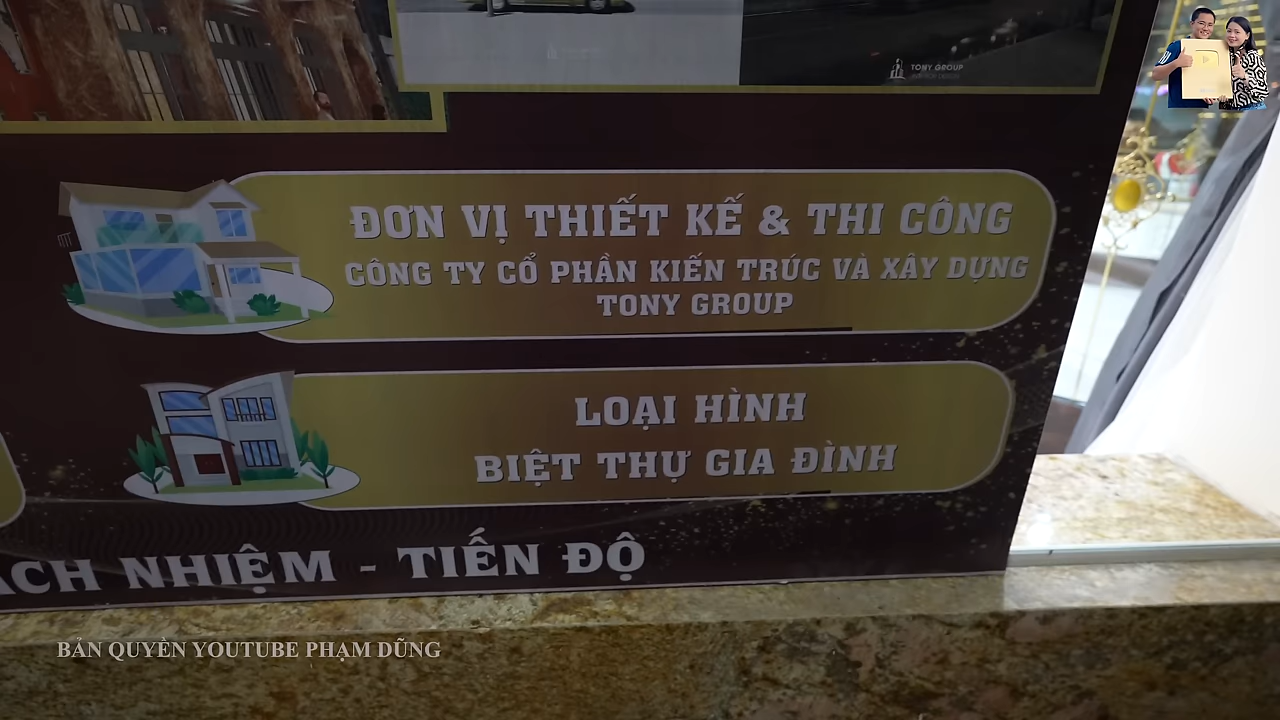 TONY GROUP
ĐƠN VỊ THIẾT KẾ & THI CÔNG
CÔNG TY CỔ PHẦN KIẾN TRÚC VÀ XÂY DỰNG
TONY GROUP
LOẠI HÌNH
BIỆT THỰ GIA ĐÌNH
ÁCH NHIỆM - TIẾN ĐỘ
BẢN QUYỀN YOUTUBE PHẠM DŨNG